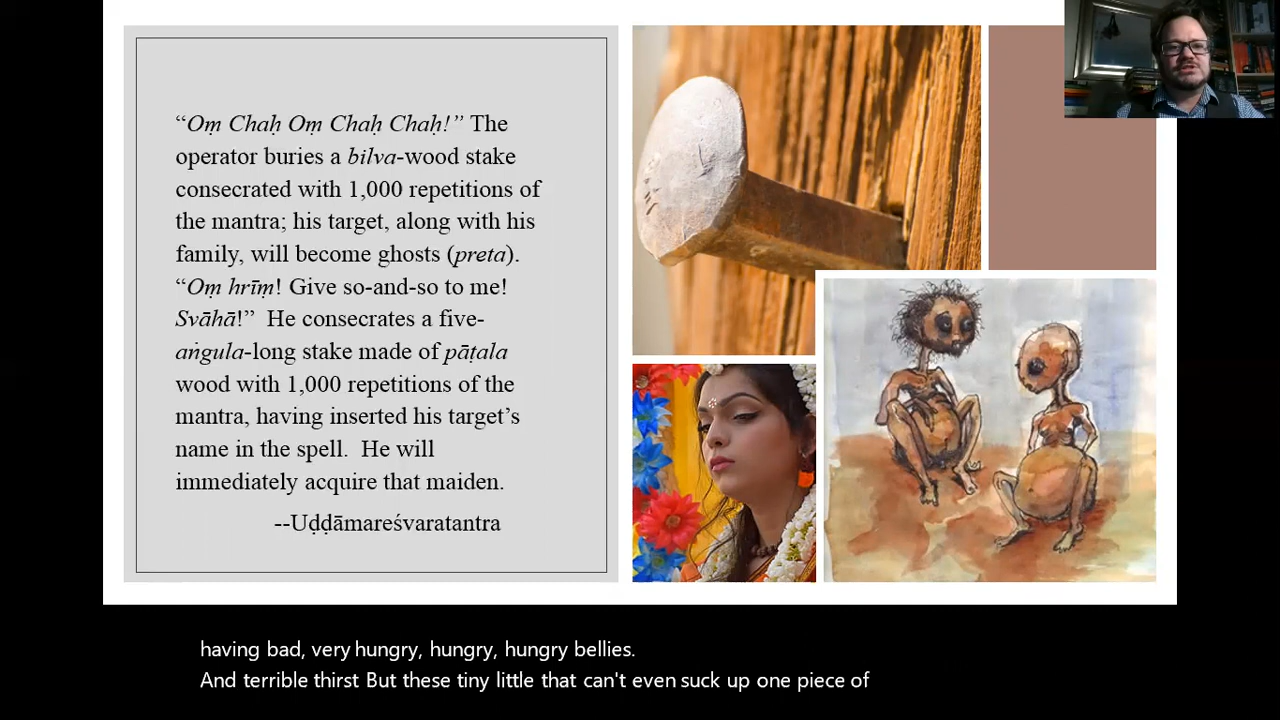 “Oṃ Chaḥ Oṃ Chaḥ Chaḥ!” The
operator buries a bilva-wood stake
consecrated with 1,000 repetitions of
the mantra; his target, along with his
family, will become ghosts (preta).
“Oṃ hrīṃ! Give so-and-so to me!
Svāhā!”  He consecrates a five-
aṅgula-long stake made of pāṭala
wood with 1,000 repetitions of the
mantra, having inserted his target’s
name in the spell.  He will
immediately acquire that maiden.
--Uḍḍāmareśvaratantra
having bad, very hungry, hungry, hungry bellies.
And terrible thirst But these tiny little that can't even suck up one piece of